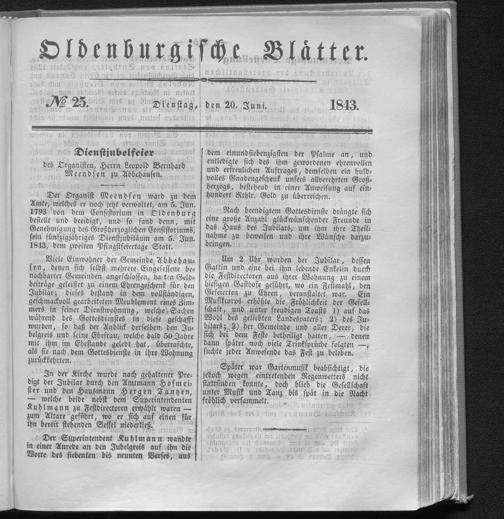 Oldenburgische Blätter.
№ 25. Dienstag, den 20. Juni. 1843.
Dienstjubelfeier
des Organisten, Herrn Leopold Bernhard
Meendsen zu Abbehausen.
Der Organist Meendsen ward zu dem
Amte, welches er noch jetzt verwaltet, am 5. Jun.
1793 von dem Consistorium in Oldenburg
bestellt und beeidigt, und so fand denn, mit
Genehmigung des Großherzoglichen Consistoriums,
sein fünfzigjähriges Dienstjubiläum am 5. Jun.
1843, dem zweiten Pfingstfeiertage Statt.
Viele Einwohner der Gemeinde Abbehau-
sen, denen sich selbst mehrere Eingesessene be-
nachbarter Gemeinden angeschlossen, hatten Geld-
beiträge geleistet zu einem Ehrengeschenk für den
Jubilar; dieses bestand in dem vollständigen,
geschmackvoll gearbeiteten Meublement eines Zim-
mers in seiner Dienstwohnung, welche Sachen
während des Gottesdienstes in diese geschafft
wurden, so daß der Anblick derselben den Ju-
belgreis und seine Ehefrau, welche bald 50 Jahre
mit ihm im Ehestande gelebt hat, überraschte,
als sie nach dem Gottesdienste in ihre Wohnung
zurückkehrten.
In der Kirche wurde nach gehaltener Pre-
digt der Jubilar durch den Amtmann Hofmei-
ster und den Hausmann Hergen Tanßen,
— welche beide nebst dem Superintendenten
Kuhlmann zu Festdirectoren erwählt waren —
zum Altare geführt, wo er sich auf einen für
ihn bereit stehenden Sessel niederließ.
Der Superintendent Kuhlmann wandte
in einer Anrede an den Jubelgreis auf ihn die
Worte des siebenten bis neunten Verses, aus
dem einundsiebenzigsten der Psalme an, und
entledigte sich des ihm gewordenen ehrenvollen
und erfreulichen Auftrages, demselben ein huld-
volles Gnadengeschenk unsers allverehrten Groß-
herzogs, bestehend in einer Anweisung auf ein-
hundert Rthlr. Gold zu überreichen.
Nach beendigtem Gottesdienste drängte sich
eine große Anzahl glückwünschender Freunde in
das Haus des Jubilars, um ihm ihre Theil-
nahme zu beweisen und ihre Wünsche darzu-
bringen.
Um 2 Uhr wurden der Jubilar, dessen
Gattin und eine bei ihm lebende Enkelin durch
die Festdirectoren aus ihrer Wohnung zu einem
hiesigen Gasthofe geführt, wo ein Festmahl, den
Gefeierten zu Ehren, veranstaltet war. Ein
Musikcorps erhöhte die Fröhlichkeit der Gesell-
schaft, und unter freudigen Toasts 1) auf das
Wohl des geliebten Landesvaters; 2) des Ju-
bilars; 3) der Gemeinde und aller Derer, die
sich bei dem Feste betheiligt hatten, — denen
dann später noch viele Trinksprüche folgten —,
suchte jeder Anwesende das Fest zu beleben.
Später war Gartenmusik beabsichtigt, die
jedoch wegen eintretenden Regenwetters nicht
stattfinden konnte, doch blieb die Gesellschaft
unter Musik und Tanz bis spät in die Nacht
fröhlich versammelt.